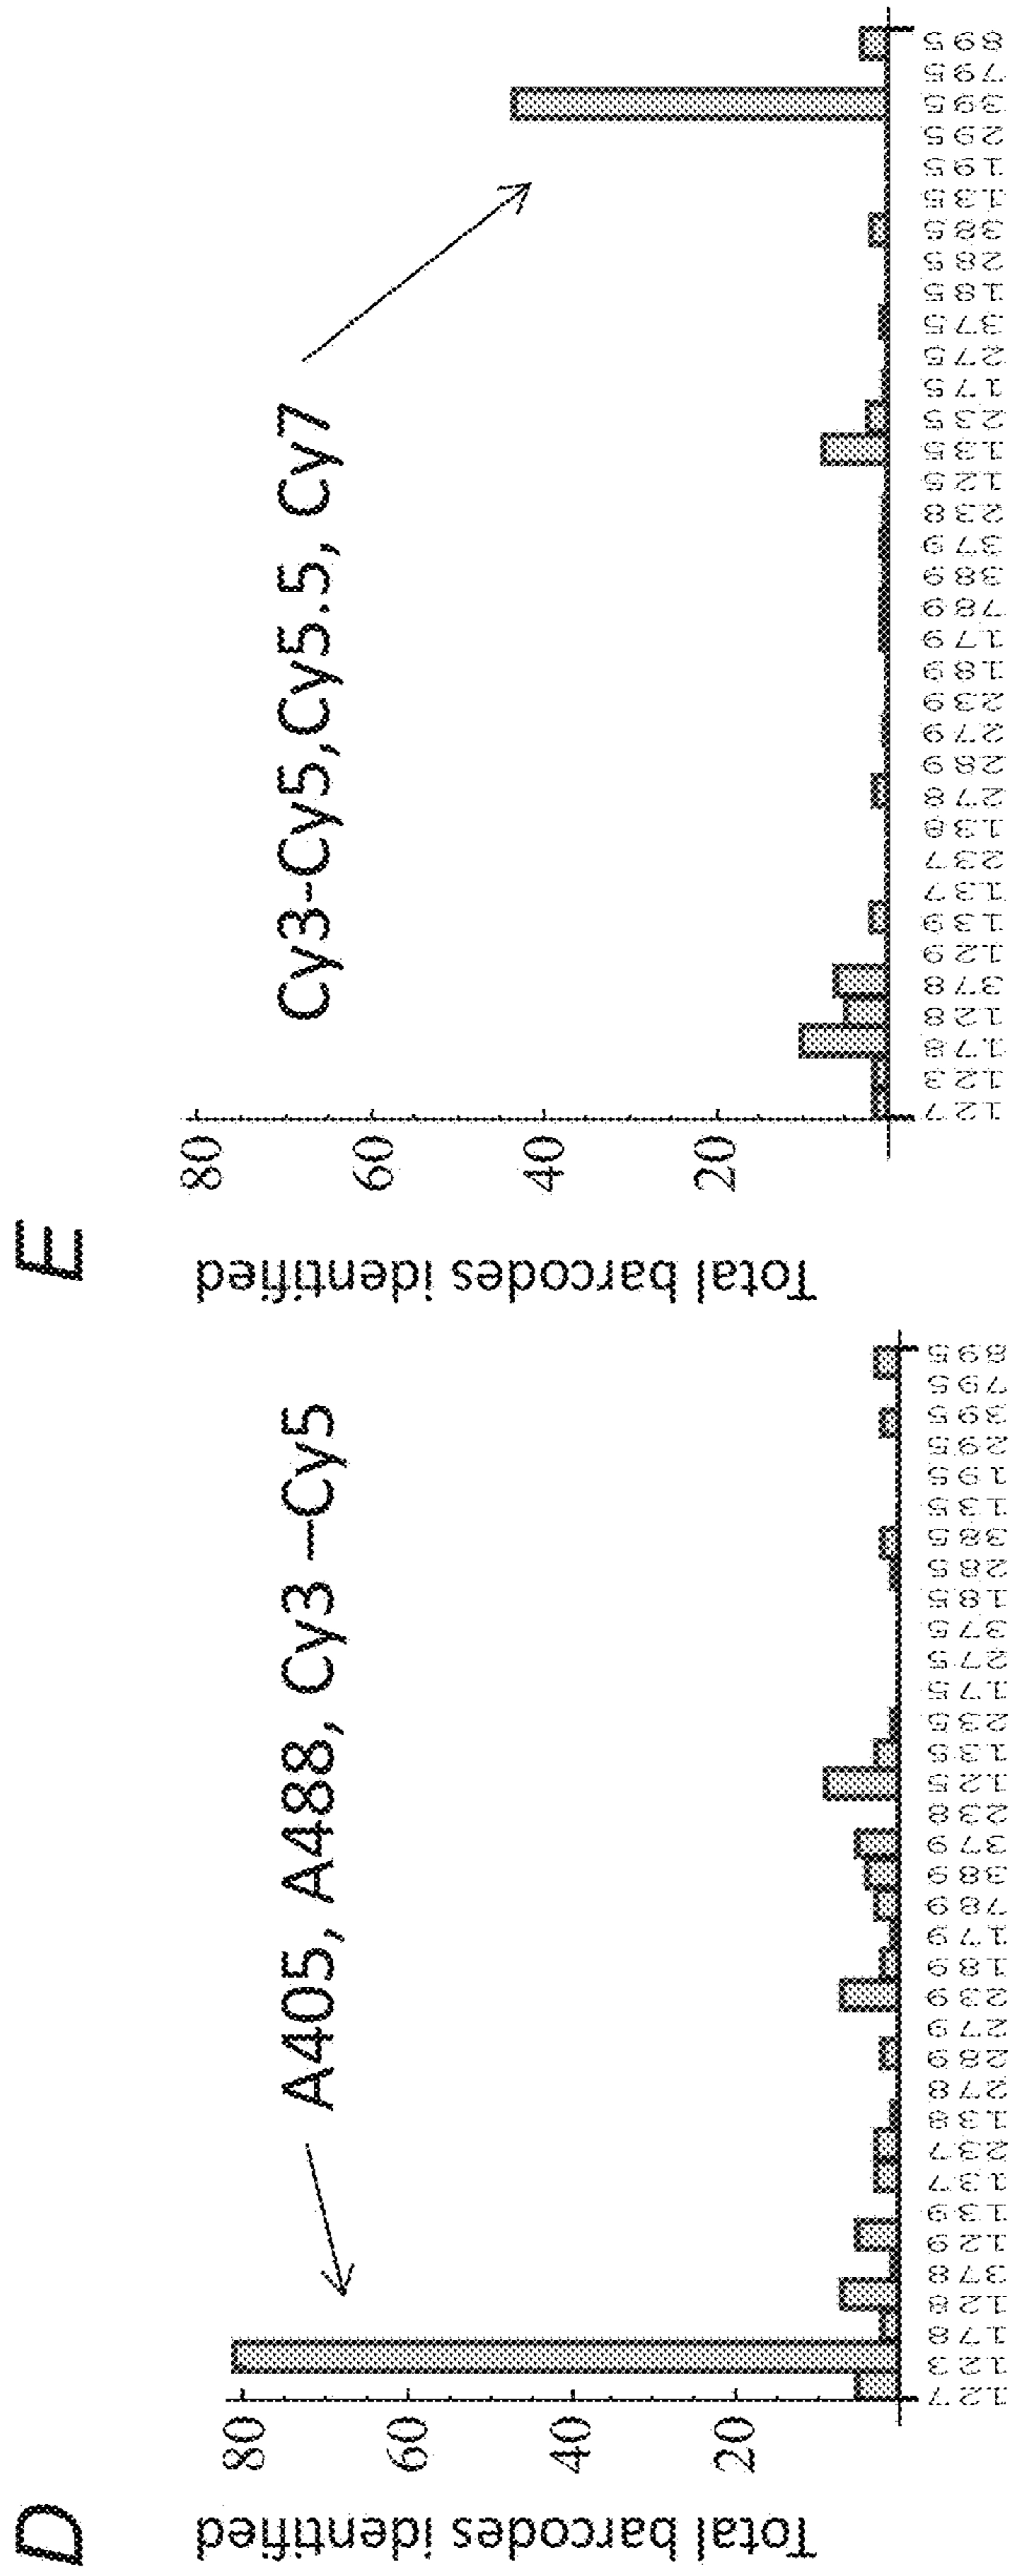 D
Total barcodes identified
80
60
40
20
A405, A488, Cy3 –Cy5
127 123 178 128 378 129 139 137 237 138 278 289 279 239 189 179 789 389 379 238 125 135 235 175 275 375 185 285 385 135 195 295 395 795 895
E
Total barcodes identified
80
60
40
20
Cy3-Cy5,Cy5.5, Cy7
127 123 178 128 378 129 139 137 237 138 278 289 279 239 189 179 789 389 379 238 125 135 235 175 275 375 185 285 385 135 195 295 395 795 895